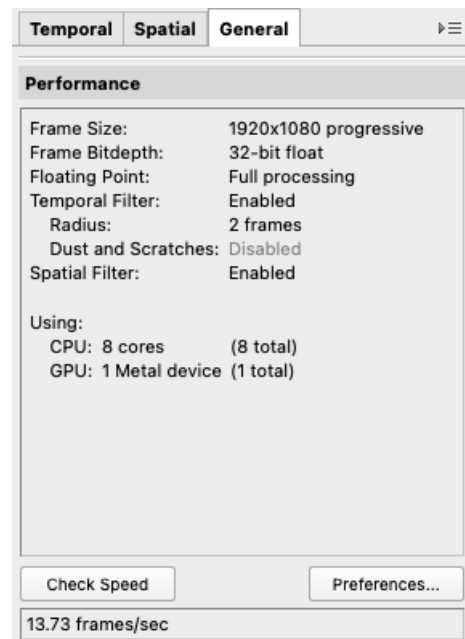 Temporal Spatial General
Performance
Frame Size: 1920x1080 progressive
Frame Bitdepth: 32-bit float
Floating Point: Full processing
Temporal Filter: Enabled
Radius: 2 frames
Dust and Scratches: Disabled
Spatial Filter: Enabled
Using:
CPU: 8 cores (8 total)
GPU: 1 Metal device (1 total)
Check Speed Preferences...
13.73 frames/sec